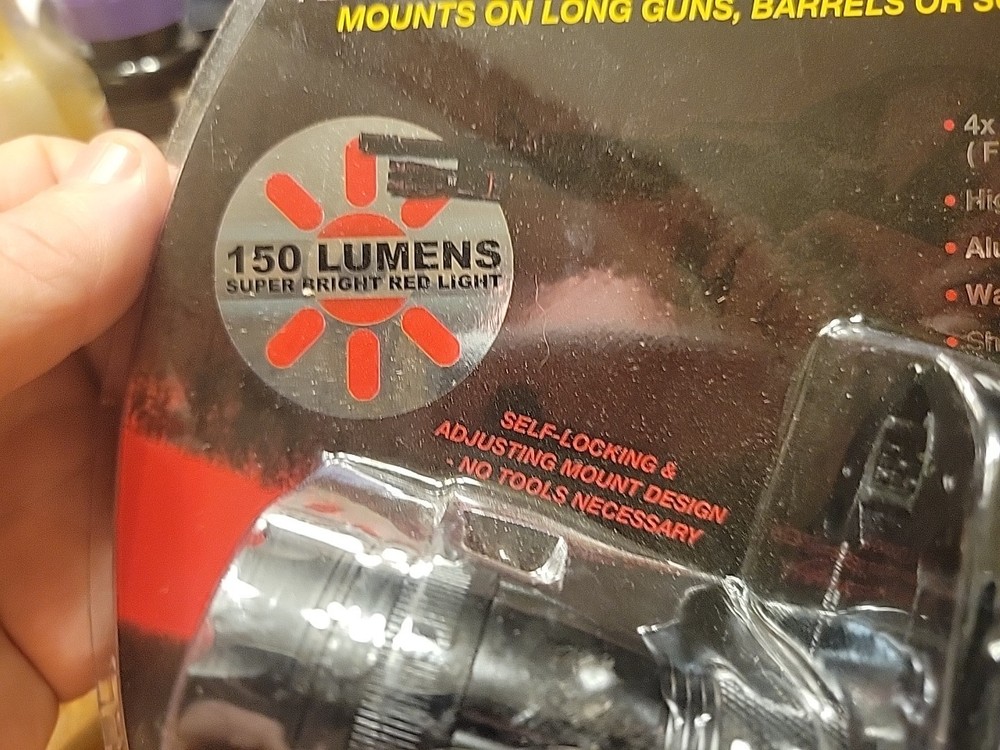 MOUNTS ON LONG GUNS, BARRELS OR
150 LUMENS
SUPER BRIGHT RED LIGHT
4x
(F
SELF-LOCKING &
ADJUSTING MOUNT DESIGN
- NO TOOLS NECESSARY